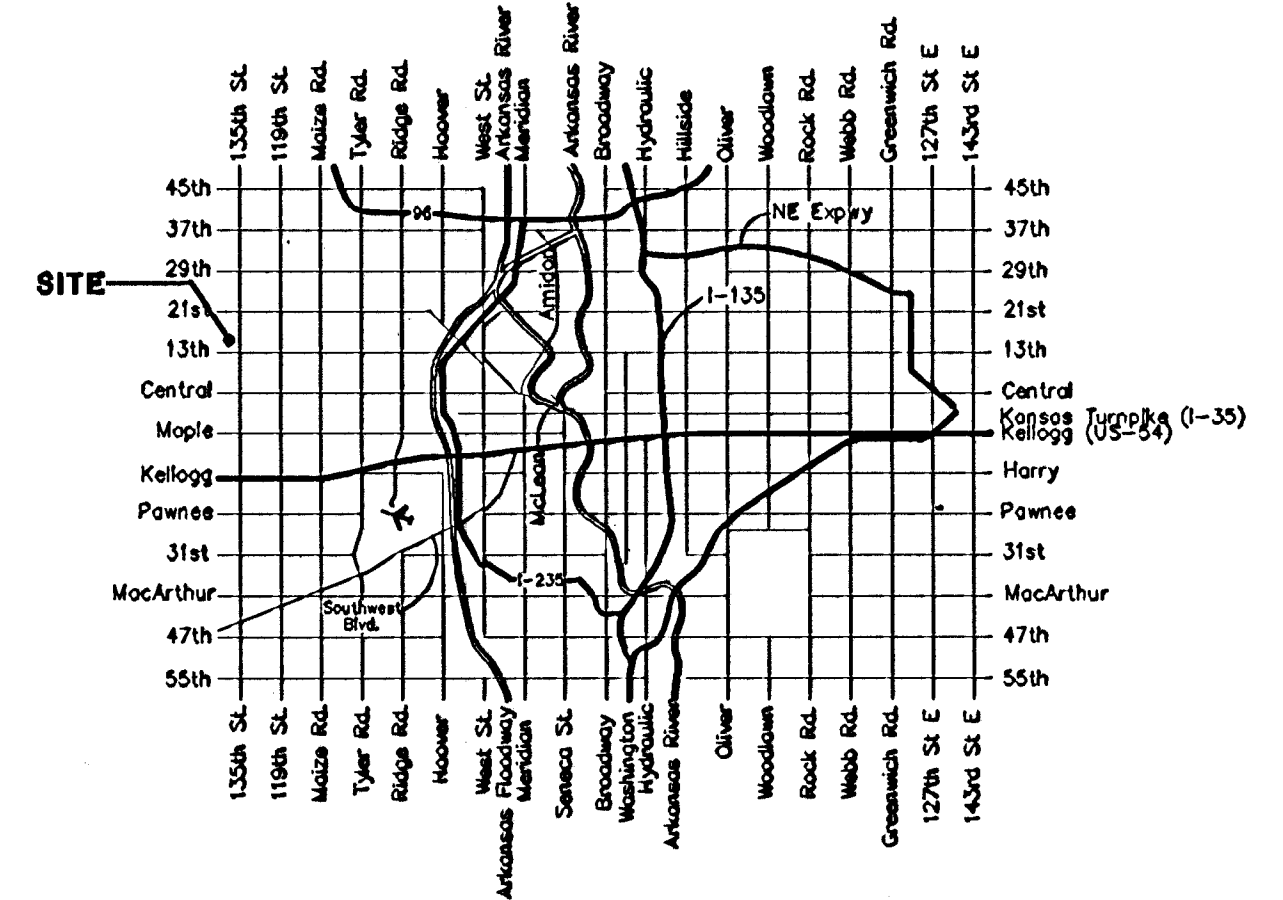 135th St.
119th St.
Maize Rd.
Tyler Rd.
Ridge Rd.
Hoover
West St.
Arkansas River
Meridian
Arkansas River
Broadway
Hydraulic
Hillside
Oliver
Woodlawn
Rock Rd.
Webb Rd.
Greenwich Rd.
127th St E
143rd St E
45th
45th
96
NE Expwy
37th
37th
29th
29th
SITE
Amidon
I-135
21st
21st
13th
13th
Central
Central
Kansas Turnpike (I-35)
Maple
Kellogg (US-54)
Kellogg
Harry
McLean
Pawnee
Pawnee
31st
31st
I-235
MacArthur
MacArthur
Southwest
Blvd.
47th
47th
55th
55th
135th St.
119th St.
Maize Rd.
Tyler Rd.
Ridge Rd.
Hoover
West St.
Arkansas Floodway
Meridian
Seneca St.
Broadway
Washington
Hydraulic
Arkansas River
Oliver
Woodlawn
Rock Rd.
Webb Rd.
Greenwich Rd.
127th St E
143rd St E